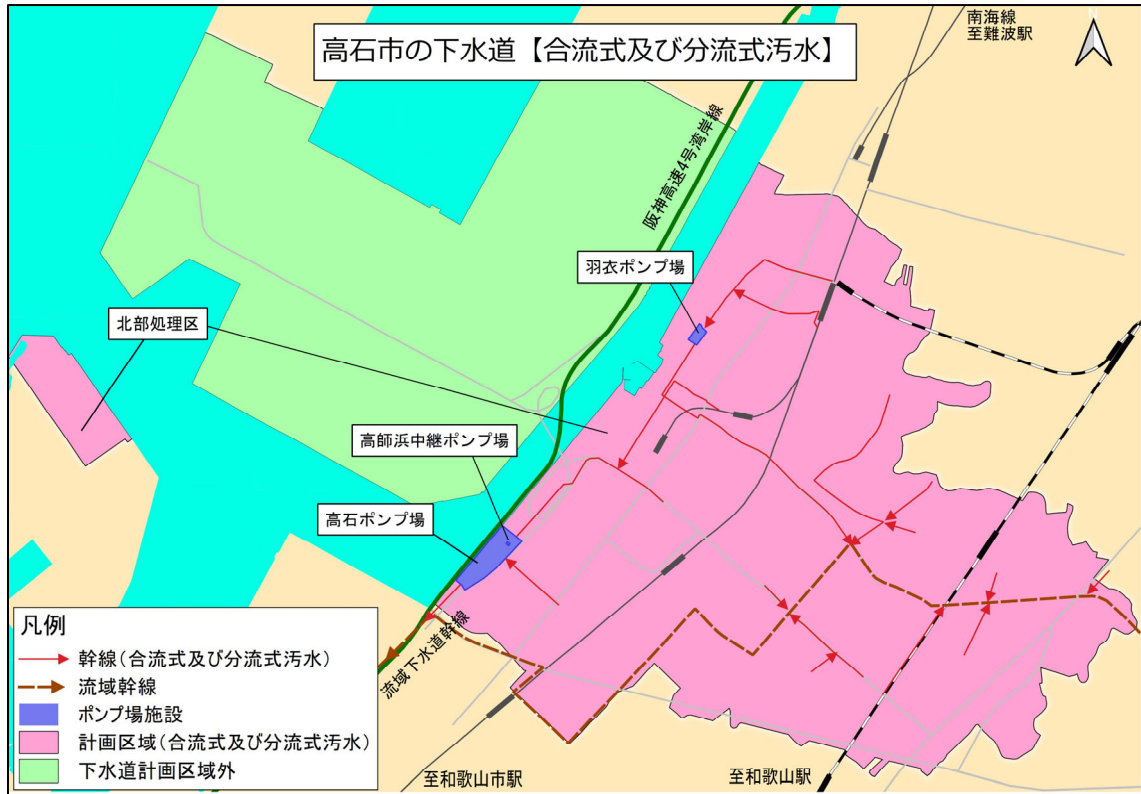 高石市の下水道【合流式及び分流式汚水】
南海線
至難波駅
N
阪神高速4号湾岸線
羽衣ポンプ場
北部処理区
高師浜中継ポンプ場
高石ポンプ場
流域下水道幹線
凡例
幹線(合流式及び分流式汚水)
流域幹線
ポンプ場施設
計画区域(合流式及び分流式汚水)
下水道計画区域外
至和歌山市駅
至和歌山駅